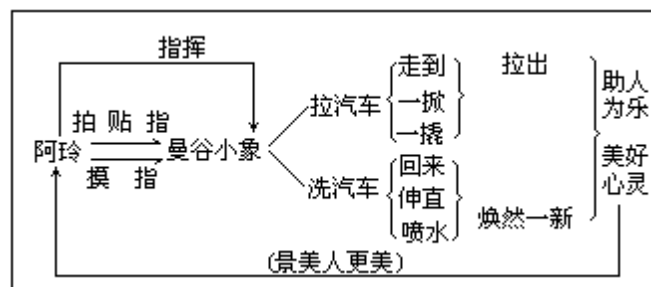 指挥
拍 贴 指
阿玲
摸 指
曼谷小象
拉汽车
走到
一掀
一撬
拉出
洗汽车
回来
伸直
喷水
焕然一新
助人
为乐
美好
心灵
(景美人更美)